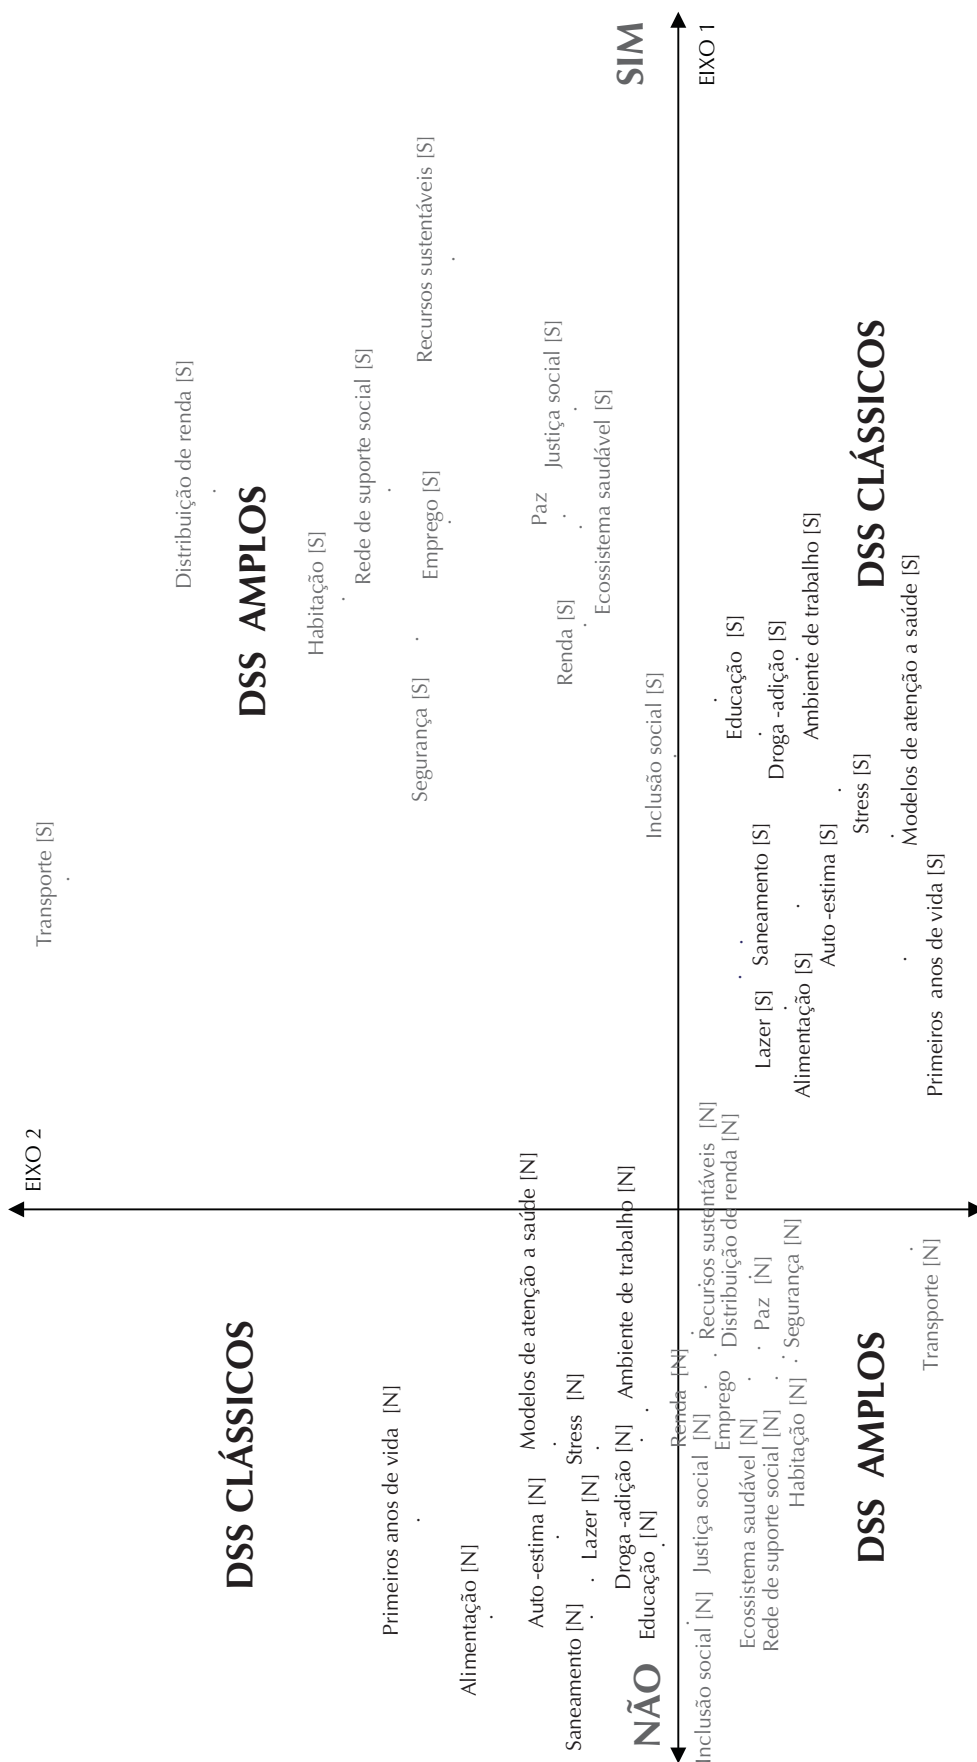 EIXO 2
Transporte [S]
DSS CLÁSSICOS
DSS AMPLOS
Distribuição de renda [S]
Habitação [S]
Rede de suporte social [S]
Primeiros anos de vida [N]
Segurança [S]
Emprego [S]
Recursos sustentáveis [S]
Alimentação [N]
Modelos de atenção a saúde [N]
Auto -estima [N]
Paz
Justiça social [S]
Renda [S]
Saneamento [N]
Stress [N]
Lazer [N]
Ecossistema saudável [S]
Droga -adição [N]
Ambiente de trabalho [N]
NÃO
Educação [N]
Inclusão social [S]
SIM
Renda [N]
EIXO 1
Inclusão social [N]
Justiça social [N]
Recursos sustentáveis [N]
Emprego
Distribuição de renda [N]
Educação [S]
Ecossistema saudável [N]
Paz [N]
Lazer [S]
Saneamento [S]
Rede de suporte social [N]
Droga -adição [S]
Habitação [N]
Segurança [N]
Alimentação [S]
Ambiente de trabalho [S]
Auto -estima [S]
Stress [S]
DSS AMPLOS
DSS CLÁSSICOS
Modelos de atenção a saúde [S]
Transporte [N]
Primeiros anos de vida [S]